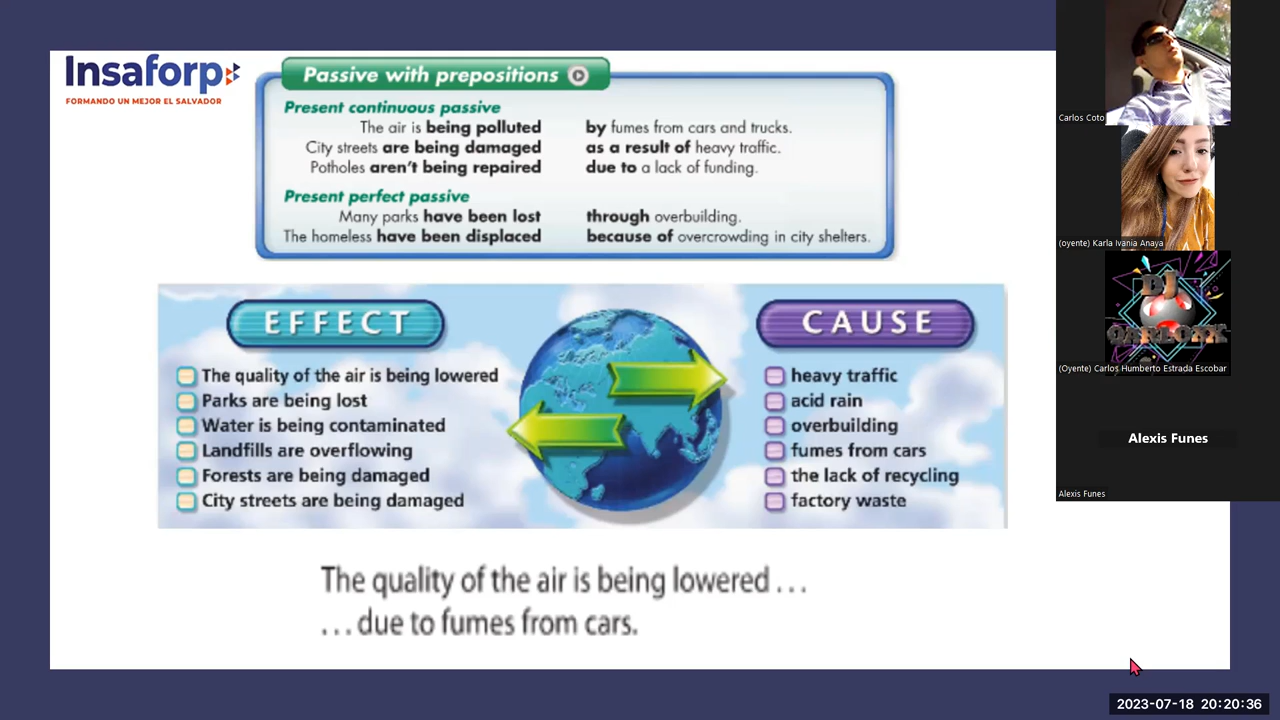 Insaforp
FORMANDO UN MEJOR EL SALVADOR
Passive with prepositions
Present continuous passive
The air is being polluted by fumes from cars and trucks.
City streets are being damaged as a result of heavy traffic.
Potholes aren't being repaired due to a lack of funding.
Present perfect passive
Many parks have been lost through overbuilding.
The homeless have been displaced because of overcrowding in city shelters.
EFFECT
The quality of the air is being lowered
Parks are being lost
Water is being contaminated
Landfills are overflowing
Forests are being damaged
City streets are being damaged
CAUSE
heavy traffic
acid rain
overbuilding
fumes from cars
the lack of recycling
factory waste
The quality of the air is being lowered ...
... due to fumes from cars.
Carlos Coto
(oyente) Karla Ivania Anaya
DJ
(Oyente) Carlos Humberto Estrada Escobar
Alexis Funes
Alexis Funes
2023-07-18 20:20:36